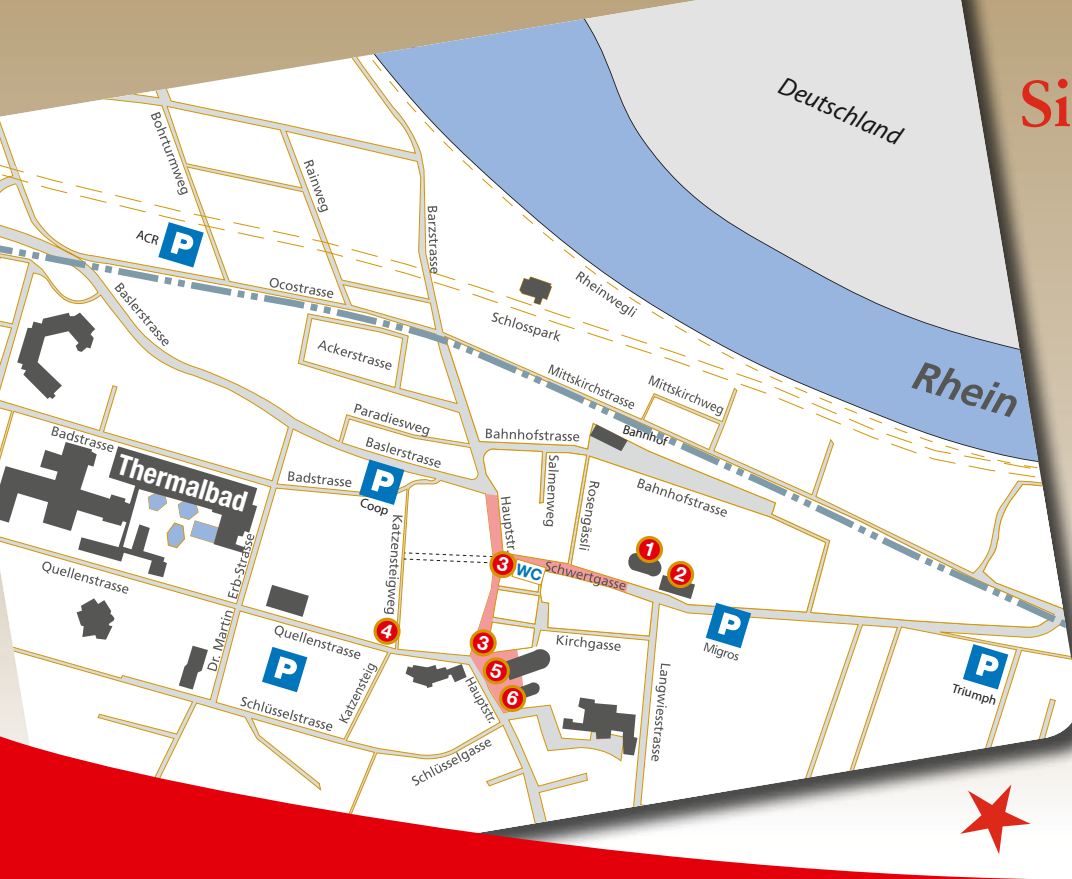 Deutschland
Si
Bohrturmweg
Rainweg
Barzstrasse
ACR P
Ocostrasse
Rheinwegli
Schlosspark
Baslerstrasse
Ackerstrasse
Mittskirchstrasse
Mittskirchweg
Rhein
Paradiesweg
Baslerstrasse
Bahnhofstrasse
Bahnhof
Badstrasse
Thermalbad
Badstrasse
P
Coop
Salmenweg
Rosengässli
Bahnhofstrasse
Hauptstr.
Katzensteigweg
1
3 WC
Schwertgasse
2
Quellenstrasse
Dr. Martin Erb-Strasse
4
Quellenstrasse
3
Kirchgasse
P
Migros
P
Katzensteig
5
6
P
Triumph
Hauptstr.
Langwiesstrasse
Schlüsselstrasse
Schlüsselgasse